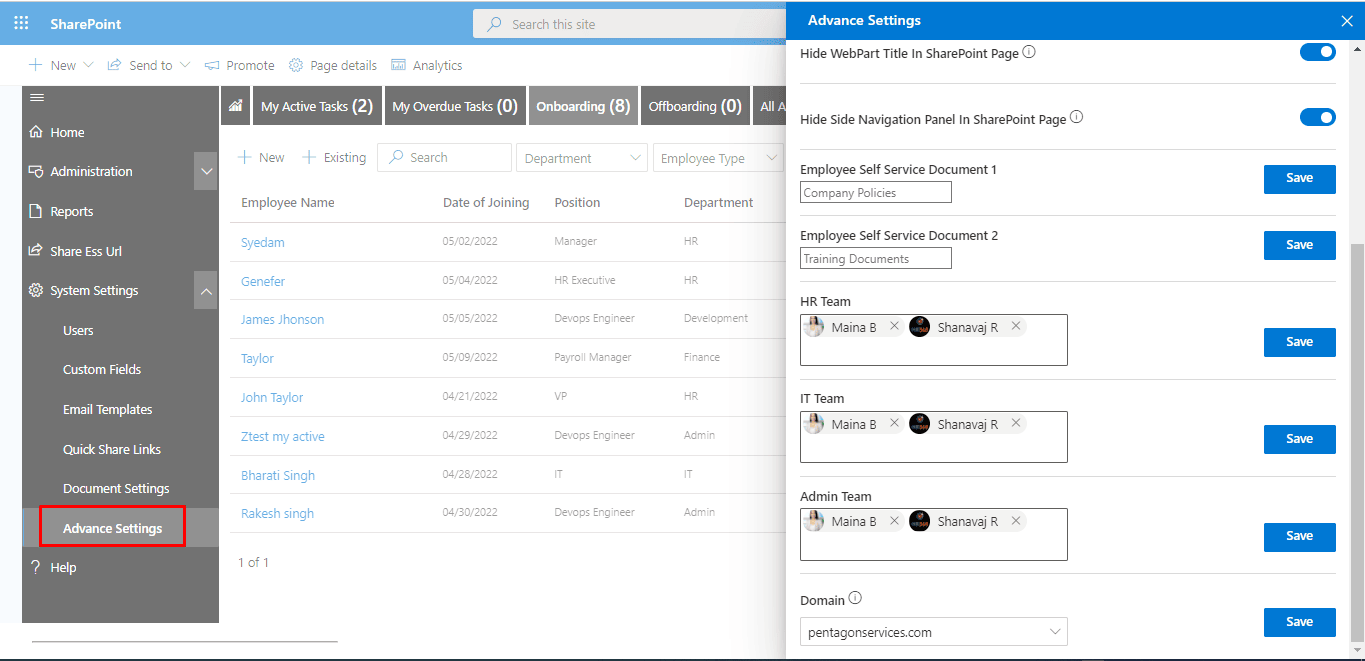 SharePoint
Search this site
New Send to Promote Page details Analytics
Home
Administration
Reports
Share Ess Url
System Settings
Users
Custom Fields
Email Templates
Quick Share Links
Document Settings
Advance Settings
? Help
My Active Tasks (2) My Overdue Tasks (0) Onboarding (8) Offboarding (0) All A
New Existing Search Department Employee Type
Employee Name Date of Joining Position Department
Syedam 05/02/2022 Manager HR
Genefer 05/04/2022 HR Executive HR
James Jhonson 05/05/2022 Devops Engineer Development
Taylor 05/09/2022 Payroll Manager Finance
John Taylor 04/21/2022 VP HR
Ztest my active 04/29/2022 Devops Engineer Admin
Bharati Singh 04/28/2022 IT IT
Rakesh singh 04/30/2022 Devops Engineer Admin
1 of 1
Advance Settings
Hide WebPart Title In SharePoint Page
Hide Side Navigation Panel In SharePoint Page
Employee Self Service Document 1
Company Policies
Save
Employee Self Service Document 2
Training Documents
Save
HR Team
Maina B Shanavaj R
Save
IT Team
Maina B Shanavaj R
Save
Admin Team
Maina B Shanavaj R
Save
Domain
pentagonservices.com
Save